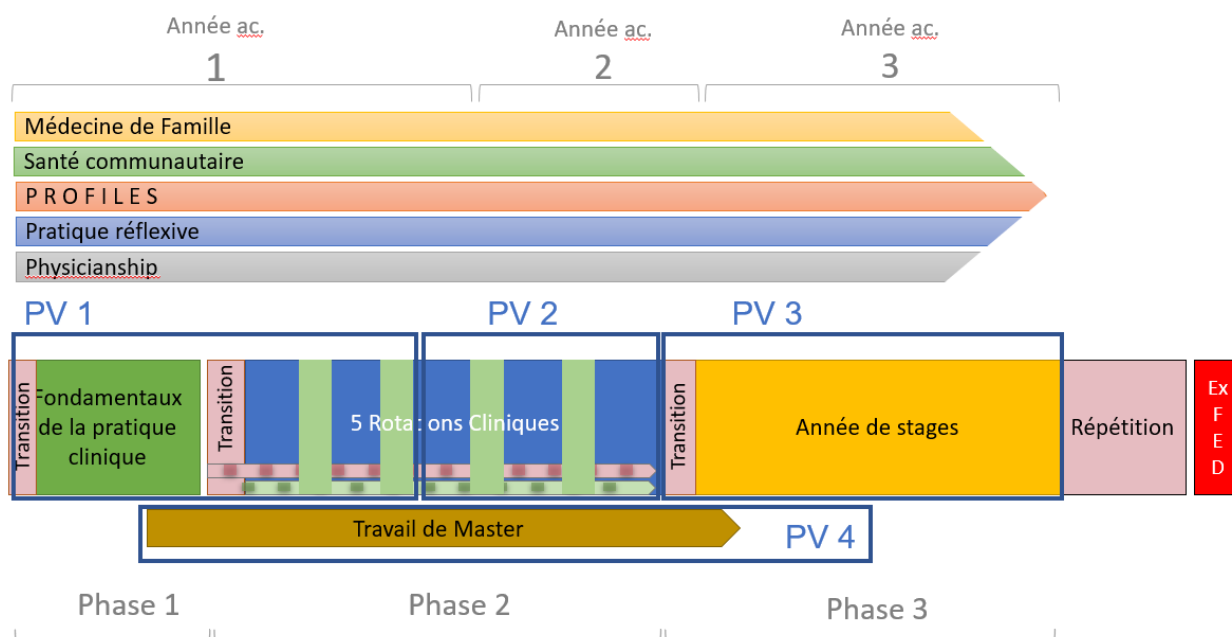 Année ac.
1
Année ac.
2
Année ac.
3
Médecine de Famille
Santé communautaire
P R O F I L E S
Pratique réflexive
Physicianship
PV 1
PV 2
PV 3
Transition
Fondamentaux
de la pratique
clinique
Transition
5 Rotations Cliniques
Transition
Année de stages
Répétition
Ex
F
E
D
Travail de Master
PV 4
Phase 1
Phase 2
Phase 3